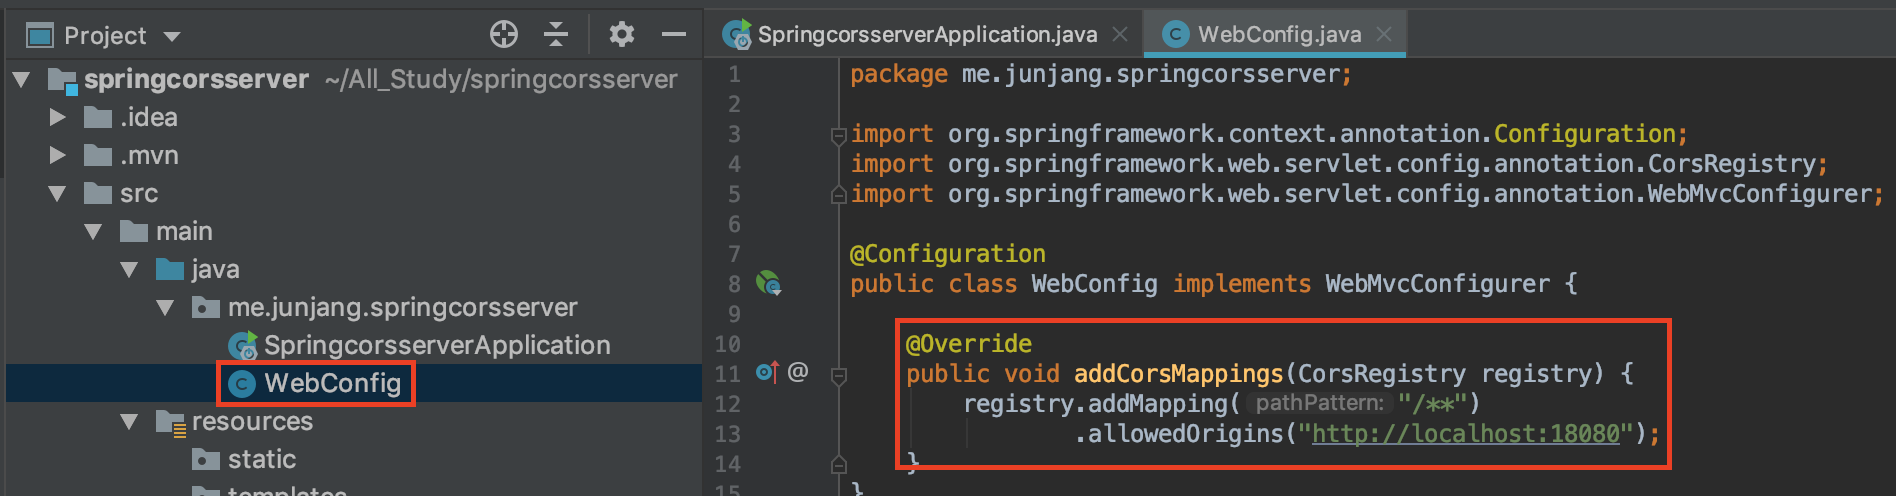 Project
springcorsserver ~/All_Study/springcorsserver
.idea
.mvn
src
main
java
me.junjang.springcorsserver
SpringcorsserverApplication
WebConfig
resources
static
templates
SpringcorsserverApplication.java
WebConfig.java
1 package me.junjang.springcorsserver;
2
3 import org.springframework.context.annotation.Configuration;
4 import org.springframework.web.servlet.config.annotation.CorsRegistry;
5 import org.springframework.web.servlet.config.annotation.WebMvcConfigurer;
6
7 @Configuration
8 public class WebConfig implements WebMvcConfigurer {
9
10 @Override
11 @ public void addCorsMappings(CorsRegistry registry) {
12 registry.addMapping( pathPattern: "/**")
13 .allowedOrigins("http://localhost:18080");
14 }
15 }